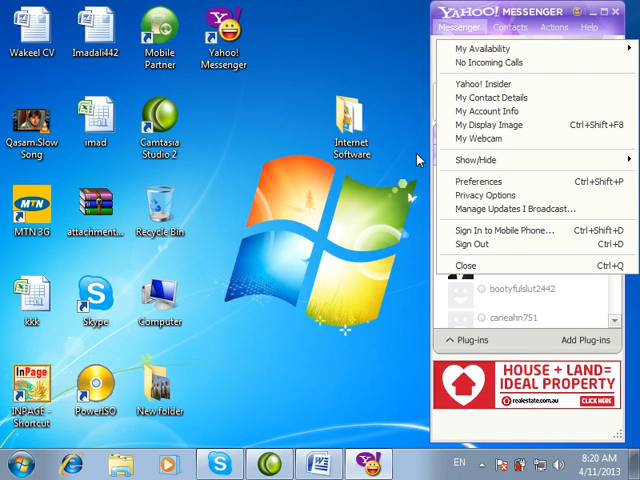 Wakeel CV
Imadali442
Mobile
Partner
Yahoo!
Messenger
Qasam.Slow
Song
imad
Camtasia
Studio 2
Internet
Software
MTN
MTN 3G
attachment...
Recycle Bin
kkk
Skype
Computer
InPage
INPAGE -
Shortcut
PowerISO
New folder
YAHOO! MESSENGER
Messenger Contacts Actions Help
My Availability
No Incoming Calls
Yahoo! Insider
My Contact Details
My Account Info
My Display Image Ctrl+Shift+F8
My Webcam
Show/Hide
Preferences Ctrl+Shift+P
Privacy Options
Manage Updates I Broadcast...
Sign In to Mobile Phone... Ctrl+Shift+D
Sign Out Ctrl+D
Close Ctrl+Q
bootyfulslut2442
carieahn751
Plug-ins Add Plug-ins
HOUSE + LAND=
IDEAL PROPERTY
realestate.com.au CLICK HERE
EN
8:20 AM
4/11/2013